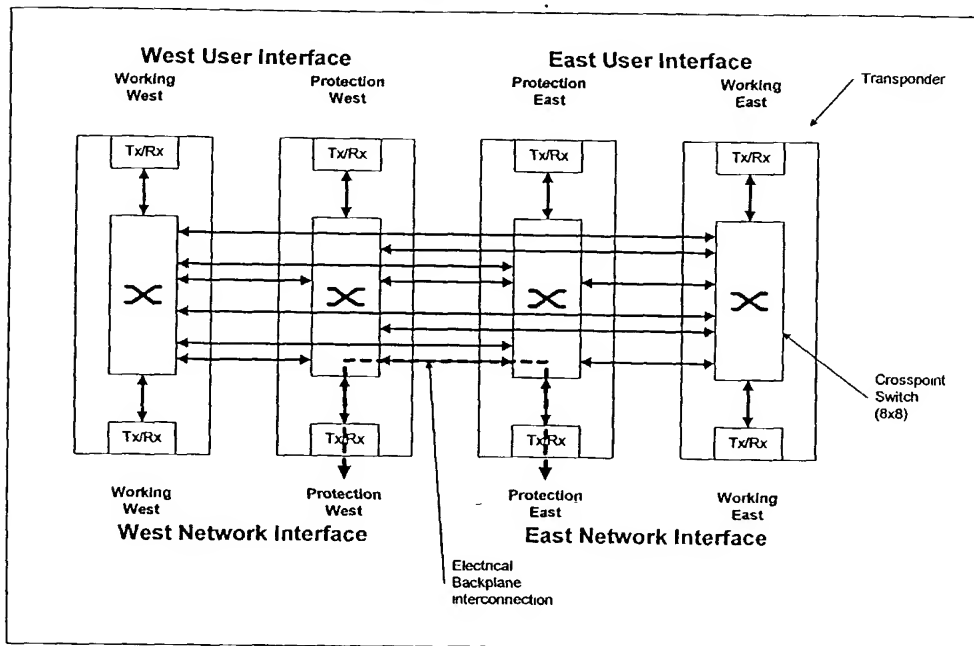 West User Interface
East User Interface
Working
West
Protection
West
Protection
East
Working
East
Transponder
Tx/Rx
Tx/Rx
Tx/Rx
Tx/Rx
Crosspoint
Switch
(8x8)
Tx/Rx
Tx/Rx
Tx/Rx
Tx/Rx
Working
West
Protection
West
Protection
East
Working
East
West Network Interface
East Network Interface
Electrical
Backplane
interconnection